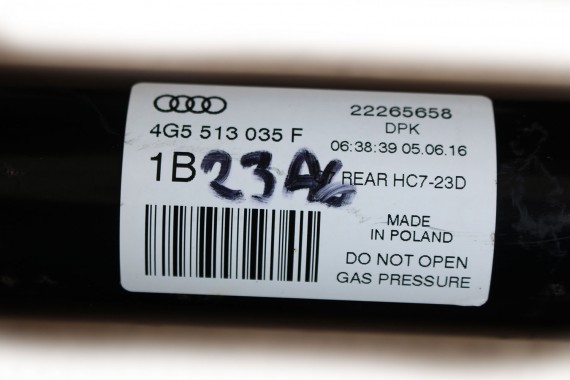 4G5 513 035 F
1B
22265658
DPK
06:38:39 05.06.16
REAR HC7-23D
MADE
IN POLAND
DO NOT OPEN
GAS PRESSURE